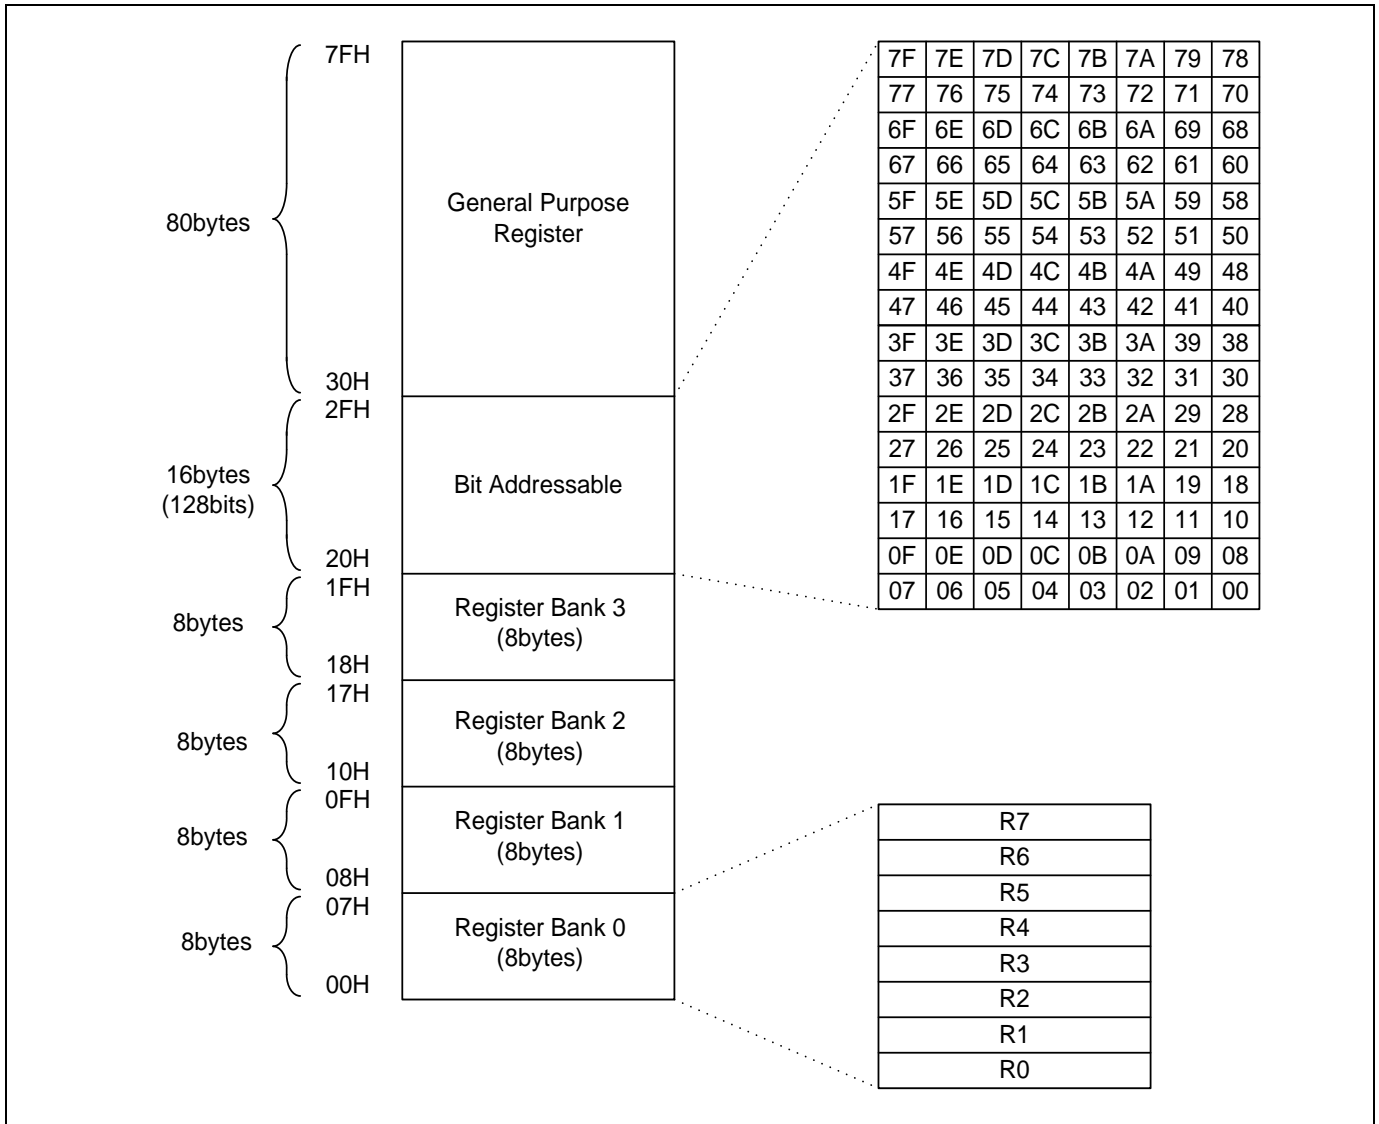 7FH
80bytes
General Purpose
Register
30H
2FH
16bytes
(128bits)
Bit Addressable
20H
1FH
8bytes
Register Bank 3
(8bytes)
18H
17H
8bytes
Register Bank 2
(8bytes)
10H
0FH
8bytes
Register Bank 1
(8bytes)
08H
07H
8bytes
Register Bank 0
(8bytes)
00H
7F 7E 7D 7C 7B 7A 79 78
77 76 75 74 73 72 71 70
6F 6E 6D 6C 6B 6A 69 68
67 66 65 64 63 62 61 60
5F 5E 5D 5C 5B 5A 59 58
57 56 55 54 53 52 51 50
4F 4E 4D 4C 4B 4A 49 48
47 46 45 44 43 42 41 40
3F 3E 3D 3C 3B 3A 39 38
37 36 35 34 33 32 31 30
2F 2E 2D 2C 2B 2A 29 28
27 26 25 24 23 22 21 20
1F 1E 1D 1C 1B 1A 19 18
17 16 15 14 13 12 11 10
0F 0E 0D 0C 0B 0A 09 08
07 06 05 04 03 02 01 00
R7
R6
R5
R4
R3
R2
R1
R0